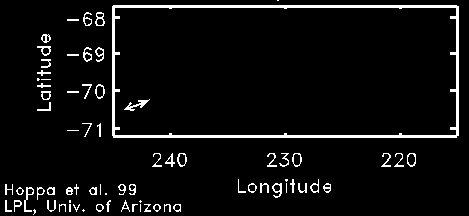 -68
-69
Latitude
-70
-71
240 230 220
Longitude
Hoppa et al. 99
LPL, Univ. of Arizona